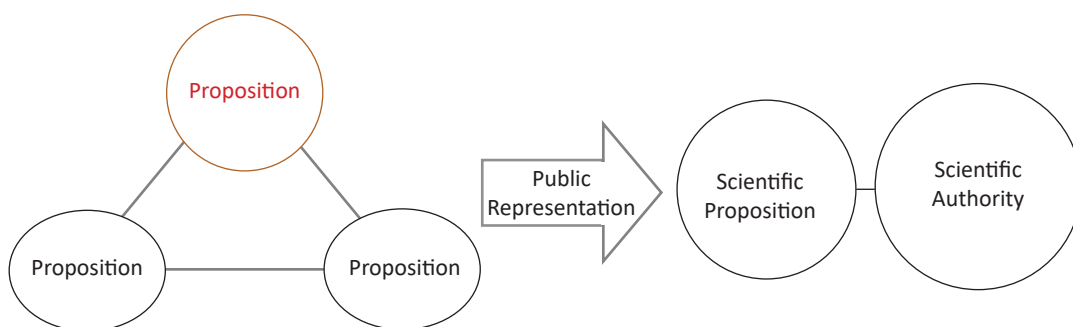 Proposition
Proposition
Proposition
Public
Representation
Scientific
Proposition
Scientific
Authority